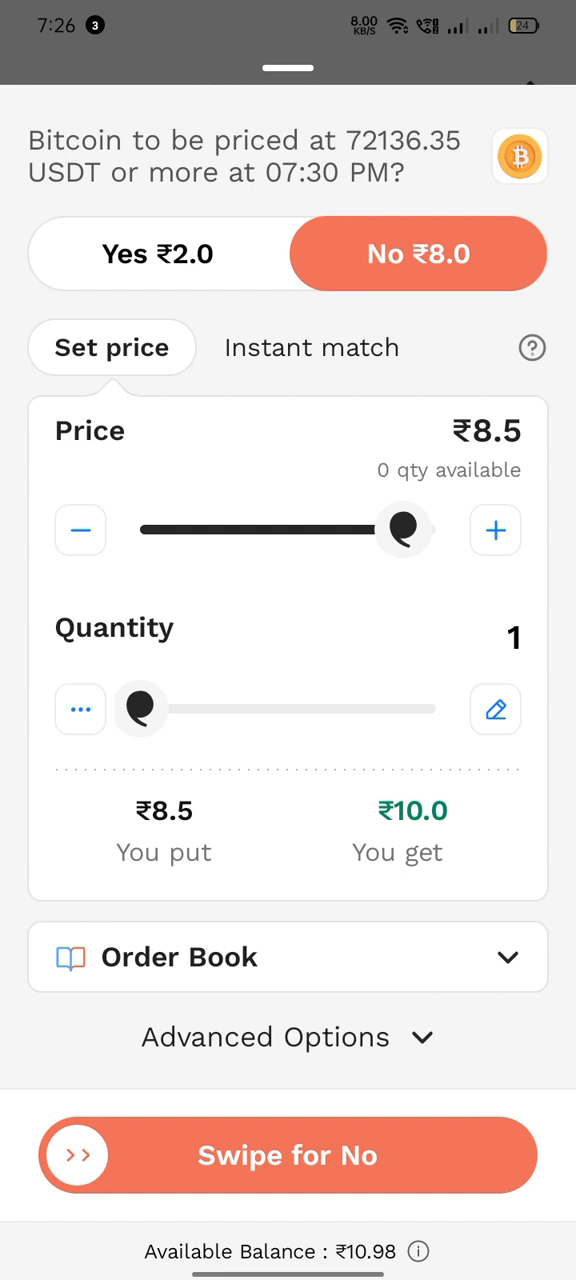 7:26 3 8.00 KB/S 24
Bitcoin to be priced at 72136.35
USDT or more at 07:30 PM?
Yes ₹2.0 No ₹8.0
Set price Instant match ?
Price ₹8.5
0 qty available
Quantity 1
₹8.5 ₹10.0
You put You get
Order Book
Advanced Options
Swipe for No
Available Balance : ₹10.98